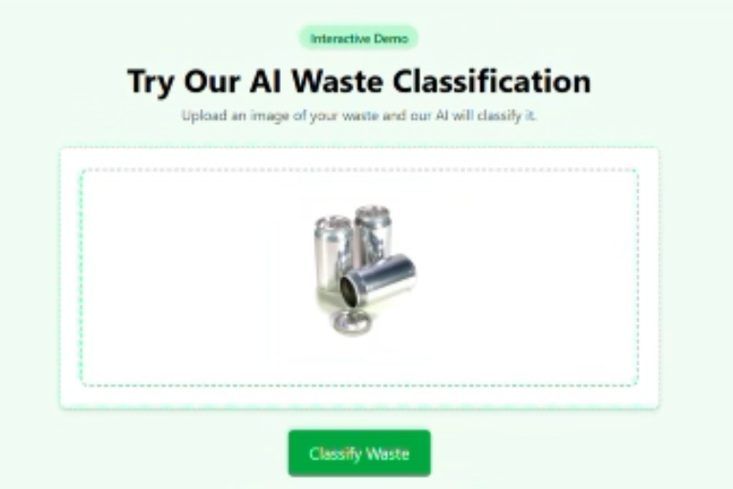 Interactive Demo
Try Our AI Waste Classification
Upload an image of your waste and our AI will classify it.
Classify Waste